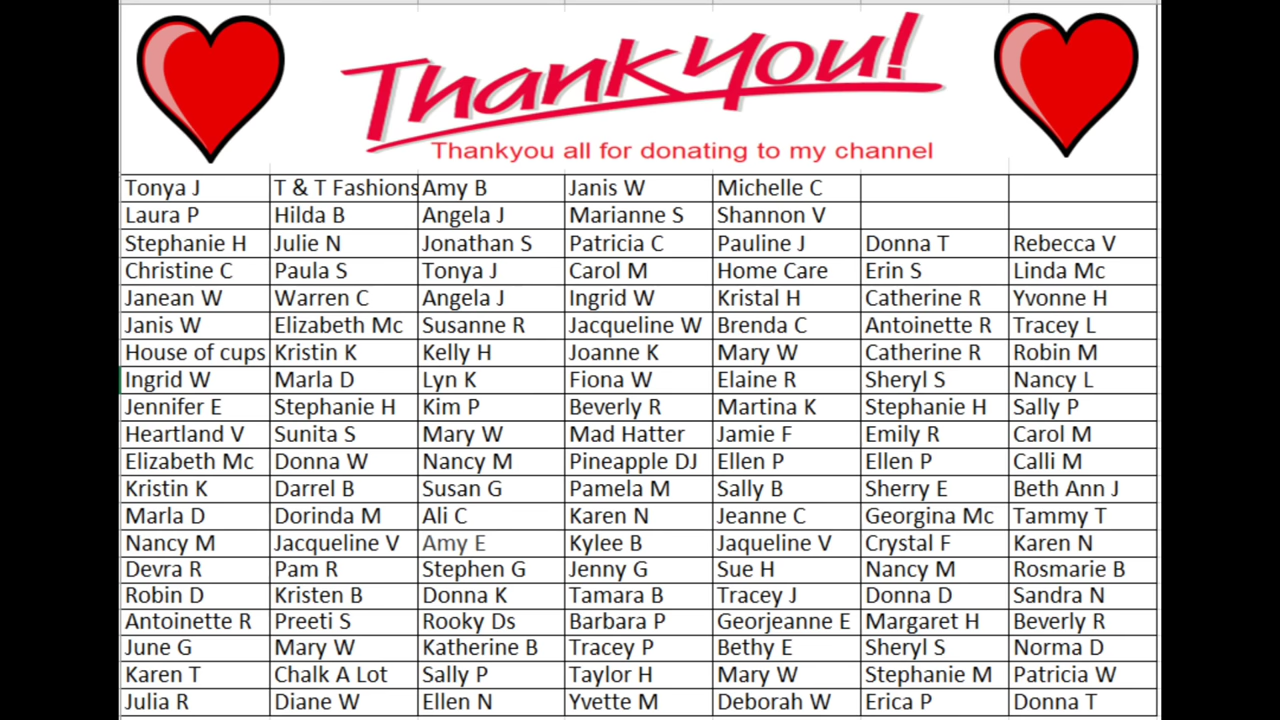 Thank You!
Thankyou all for donating to my channel
Tonya J T & T Fashions Amy B Janis W Michelle C
Laura P Hilda B Angela J Marianne S Shannon V
Stephanie H Julie N Jonathan S Patricia C Pauline J Donna T Rebecca V
Christine C Paula S Tonya J Carol M Home Care Erin S Linda Mc
Janean W Warren C Angela J Ingrid W Kristal H Catherine R Yvonne H
Janis W Elizabeth Mc Susanne R Jacqueline W Brenda C Antoinette R Tracey L
House of cups Kristin K Kelly H Joanne K Mary W Catherine R Robin M
Ingrid W Marla D Lyn K Fiona W Elaine R Sheryl S Nancy L
Jennifer E Stephanie H Kim P Beverly R Martina K Stephanie H Sally P
Heartland V Sunita S Mary W Mad Hatter Jamie F Emily R Carol M
Elizabeth Mc Donna W Nancy M Pineapple DJ Ellen P Ellen P Calli M
Kristin K Darrel B Susan G Pamela M Sally B Sherry E Beth Ann J
Marla D Dorinda M Ali C Karen N Jeanne C Georgina Mc Tammy T
Nancy M Jacqueline V Amy E Kylee B Jaqueline V Crystal F Karen N
Devra R Pam R Stephen G Jenny G Sue H Nancy M Rosmarie B
Robin D Kristen B Donna K Tamara B Tracey J Donna D Sandra N
Antoinette R Preeti S Rooky Ds Barbara P Georjeanne E Margaret H Beverly R
June G Mary W Katherine B Tracey P Bethy E Sheryl S Norma D
Karen T Chalk A Lot Sally P Taylor H Mary W Stephanie M Patricia W
Julia R Diane W Ellen N Yvette M Deborah W Erica P Donna T